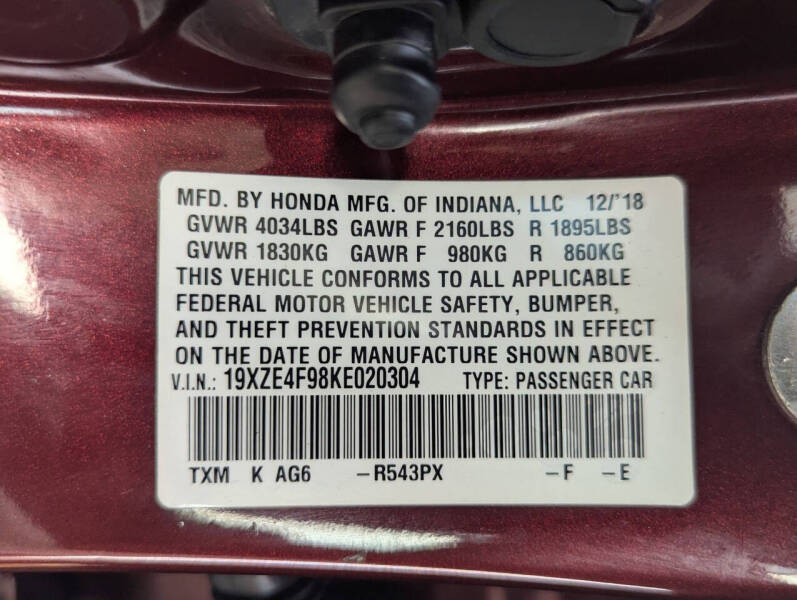 MFD. BY HONDA MFG. OF INDIANA, LLC 12/'18
GVWR 4034LBS GAWR F 2160LBS R 1895LBS
GVWR 1830KG GAWR F 980KG R 860KG
THIS VEHICLE CONFORMS TO ALL APPLICABLE
FEDERAL MOTOR VEHICLE SAFETY, BUMPER,
AND THEFT PREVENTION STANDARDS IN EFFECT
ON THE DATE OF MANUFACTURE SHOWN ABOVE.
V.I.N.: 19XZE4F98KE020304 TYPE: PASSENGER CAR
TXM K AG6 -R543PX -F -E